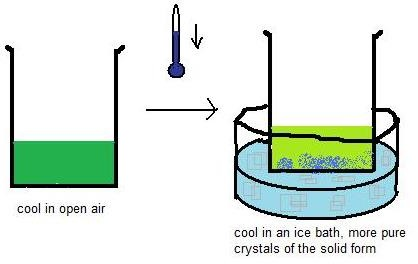 cool in open air
cool in an ice bath, more pure
crystals of the solid form